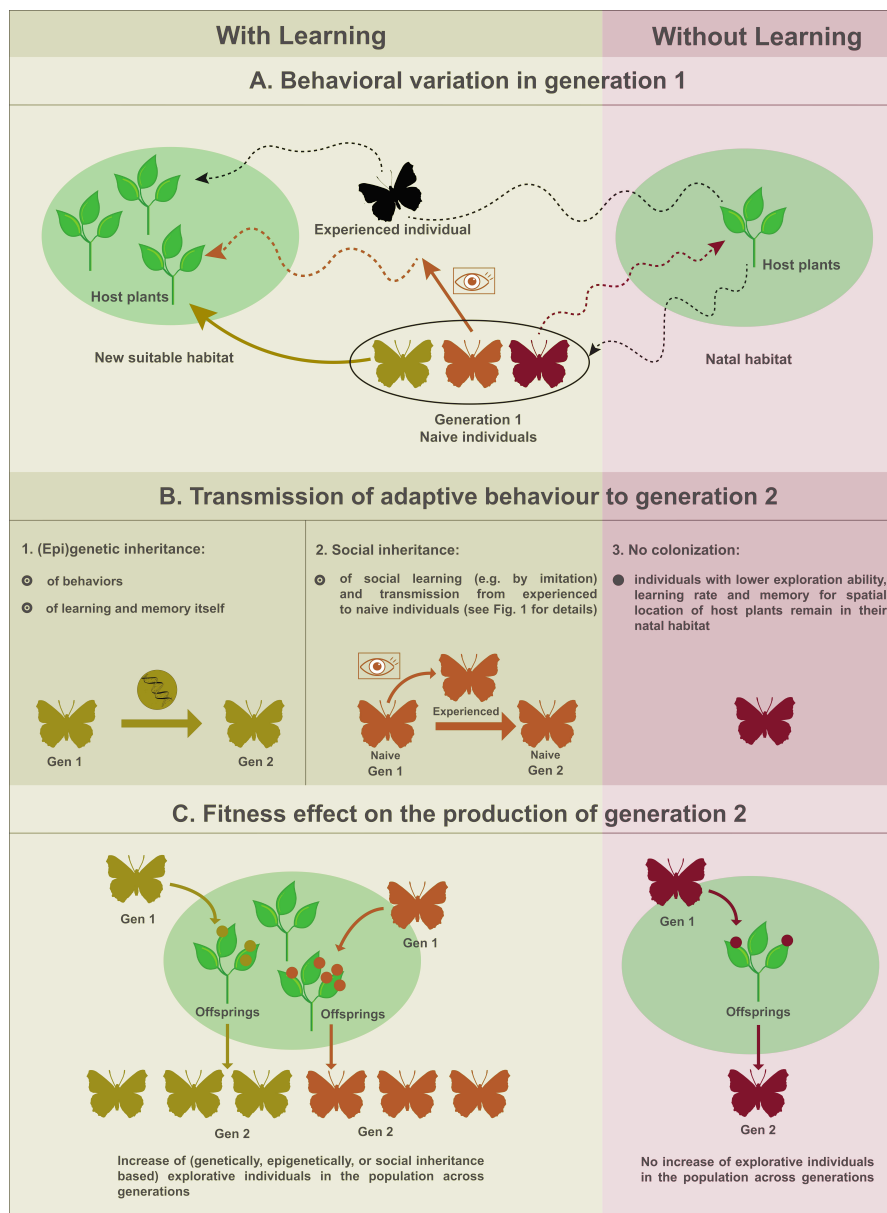 With Learning
Without Learning
A. Behavioral variation in generation 1
Experienced individual
Host plants
Host plants
New suitable habitat
Natal habitat
Generation 1
Naive individuals
B. Transmission of adaptive behaviour to generation 2
1. (Epi)genetic inheritance:
of behaviors
of learning and memory itself
Gen 1
Gen 2
2. Social inheritance:
of social learning (e.g. by imitation)
and transmission from experienced
to naive individuals (see Fig. 1 for details)
Experienced
Naive
Gen 1
Naive
Gen 2
3. No colonization:
individuals with lower exploration ability,
learning rate and memory for spatial
location of host plants remain in their
natal habitat
C. Fitness effect on the production of generation 2
Gen 1
Gen 1
Offsprings
Offsprings
Gen 2
Gen 2
Increase of (genetically, epigenetically, or social inheritance
based) explorative individuals in the population across
generations
Gen 1
Offsprings
Gen 2
No increase of explorative individuals
in the population across generations